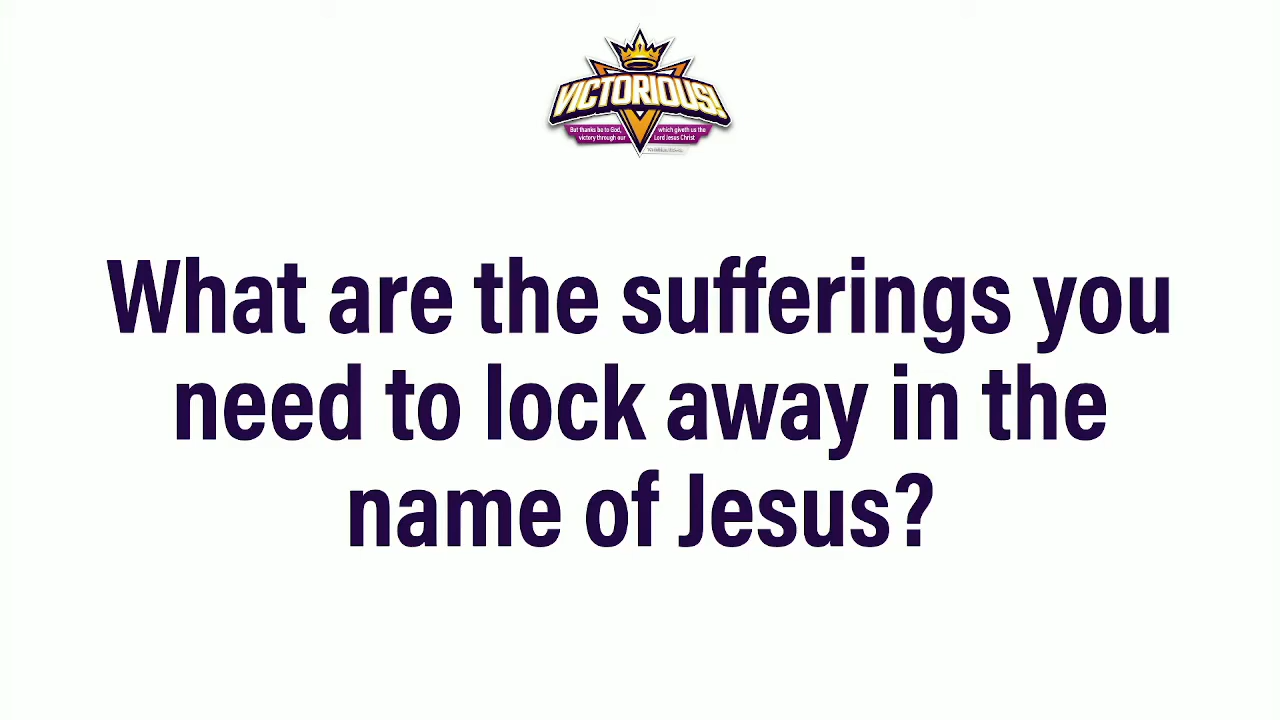 VICTORIOUS!
But thanks be to God, which giveth us the
victory through our Lord Jesus Christ
What are the sufferings you
need to lock away in the
name of Jesus?